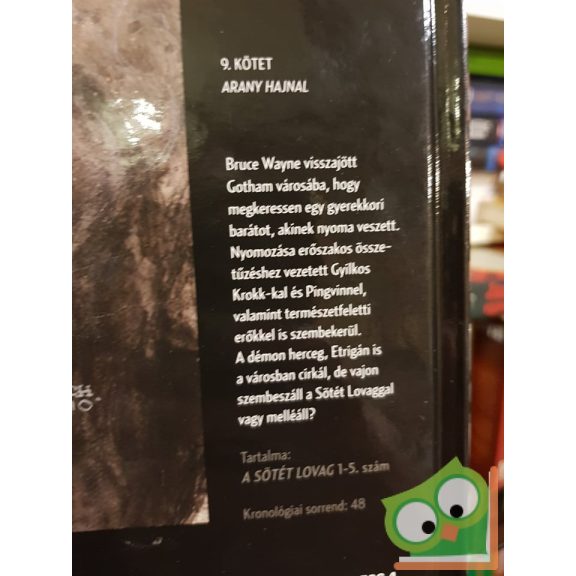 9. KÖTET
ARANY HAJNAL
Bruce Wayne visszajött
Gotham városába, hogy
megkeressen egy gyerekkori
barátot, akinek nyoma veszett.
Nyomozása erőszakos össze-
tűzéshez vezetett Gyilkos
Krokk-kal és Pingvinnel,
valamint természetfeletti
erőkkel is szembekerül.
A démon herceg, Etrigán is
a városban cirkál, de vajon
szembeszáll a Sötét Lovaggal
vagy melléáll?
Tartalma:
A SÖTÉT LOVAG 1-5. szám
Kronológiai sorrend: 48